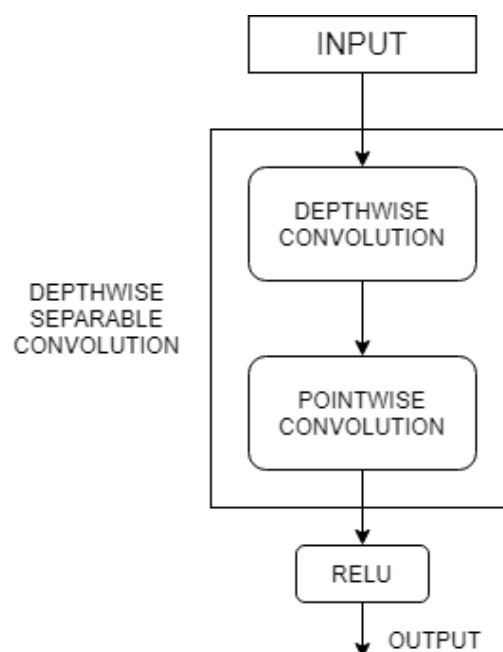 INPUT
DEPTHWISE
CONVOLUTION
DEPTHWISE
SEPARABLE
CONVOLUTION
POINTWISE
CONVOLUTION
RELU
OUTPUT